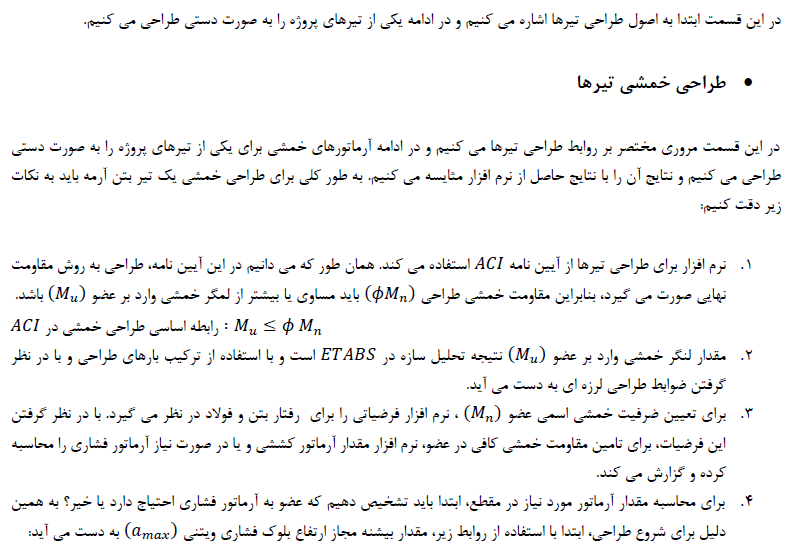 در این قسمت ابتدا به اصول طراحی تیرها اشاره می کنیم و در ادامه یکی از تیرهای پروژه را به صورت دستی طراحی می کنیم.
• طراحی خمشی تیرها
در این قسمت مروری مختصر بر روابط طراحی تیرها می کنیم و در ادامه آرماتورهای خمشی برای یکی از تیرهای پروژه را به صورت دستی
طراحی می کنیم و نتایج آن را با نتایج حاصل از نرم افزار مقایسه می کنیم. به طور کلی برای طراحی خمشی یک تیر بتن آرمه باید به نکات
زیر دقت کنیم:
۱. نرم افزار برای طراحی تیرها از آیین نامه ACI استفاده می کند. همان طور که می دانیم در این آیین نامه، طراحی به روش مقاومت
نهایی صورت می گیرد، بنابراین مقاومت خمشی طراحی (ϕMn) باید مساوی یا بیشتر از لمگر خمشی وارد بر عضو (Mu) باشد.
Mu ≤ ϕ Mn : رابطه اساسی طراحی خمشی در ACI
۲. مقدار لنگر خمشی وارد بر عضو (Mu) نتیجه تحلیل سازه در ETABS است و با استفاده از ترکیب بارهای طراحی و با در نظر
گرفتن ضوابط طراحی لرزه ای به دست می آید.
۳. برای تعیین ضرفیت خمشی اسمی عضو (Mn) ، نرم افزار فرضیاتی را برای رفتار بتن و فولاد در نظر می گیرد. با در نظر گرفتن
این فرضیات، برای تامین مقاومت خمشی کافی در عضو، نرم افزار مقدار آرماتور کششی و یا در صورت نیاز آرماتور فشاری را محاسبه
کرده و گزارش می کند.
۴. برای محاسبه مقدار آرماتور مورد نیاز در مقطع، ابتدا باید تشخیص دهیم که عضو به آرماتور فشاری احتیاج دارد یا خیر؟ به همین
دلیل برای شروع طراحی، ابتدا با استفاده از روابط زیر، مقدار بیشنه مجاز ارتفاع بلوک فشاری ویتنی (amax) به دست می آید: